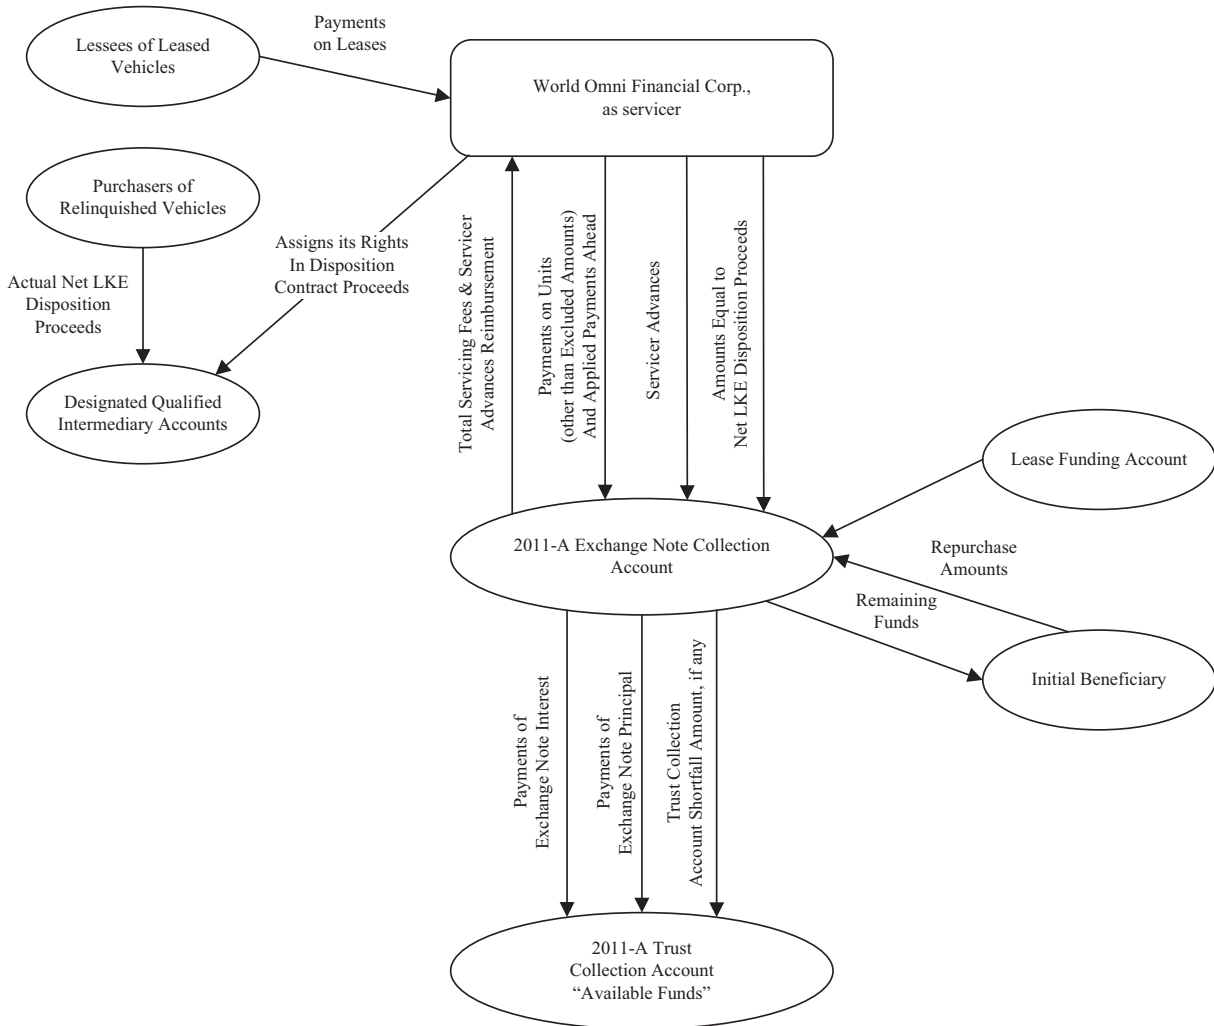 Lessees of Leased
Vehicles
Payments
on Leases
World Omni Financial Corp.,
as servicer
Purchasers of
Relinquished Vehicles
Actual Net LKE
Disposition
Proceeds
Assigns its Rights
In Disposition
Contract Proceeds
Designated Qualified
Intermediary Accounts
Total Servicing Fees & Servicer
Advances Reimbursement
Payments on Units
(other than Excluded Amounts)
And Applied Payments Ahead
Servicer Advances
Amounts Equal to
Net LKE Disposition Proceeds
Lease Funding Account
2011-A Exchange Note Collection
Account
Repurchase
Amounts
Remaining
Funds
Initial Beneficiary
Payments of
Exchange Note Interest
Payments of
Exchange Note Principal
Trust Collection
Account Shortfall Amount, if any
2011-A Trust
Collection Account
“Available Funds”